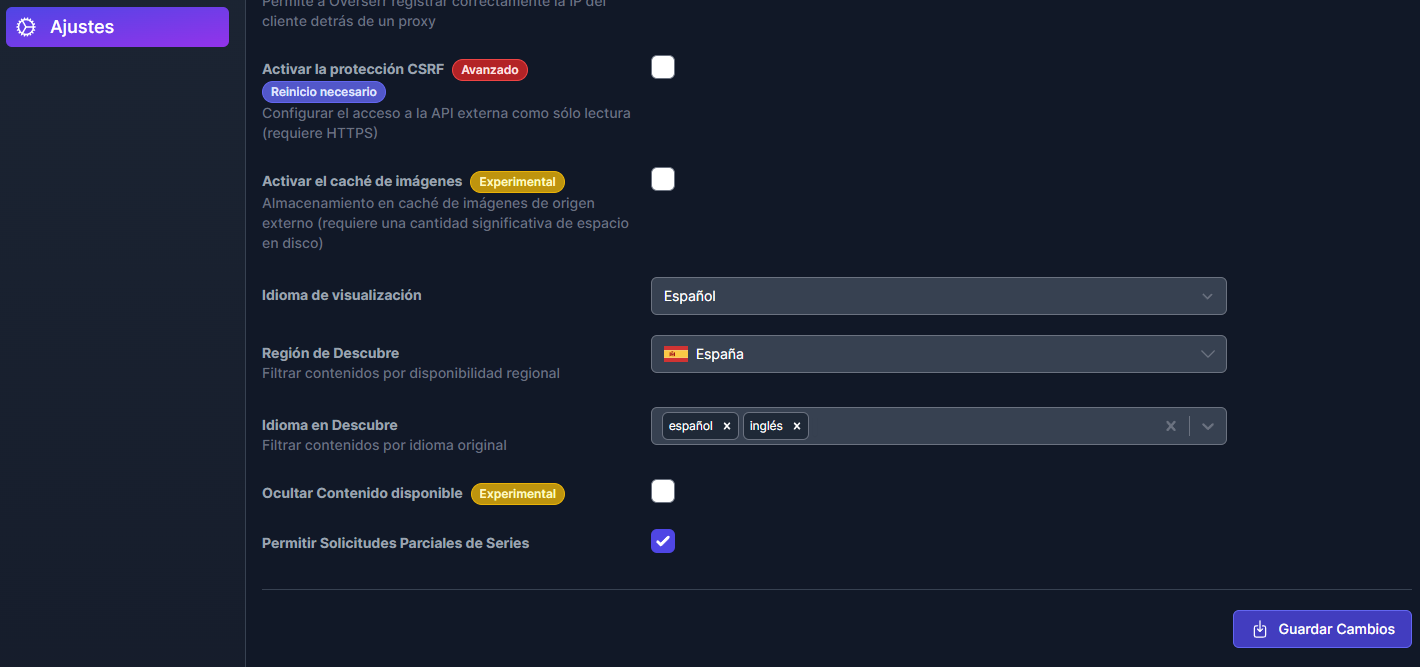 Ajustes
Permite a Overserr registrar correctamente la IP del
cliente detrás de un proxy
Activar la protección CSRF Avanzado
Reinicio necesario
Configurar el acceso a la API externa como sólo lectura
(requiere HTTPS)
Activar el caché de imágenes Experimental
Almacenamiento en caché de imágenes de origen
externo (requiere una cantidad significativa de espacio
en disco)
Idioma de visualización
Español
Región de Descubre
España
Filtrar contenidos por disponibilidad regional
Idioma en Descubre
español inglés
Filtrar contenidos por idioma original
Ocultar Contenido disponible Experimental
Permitir Solicitudes Parciales de Series
Guardar Cambios